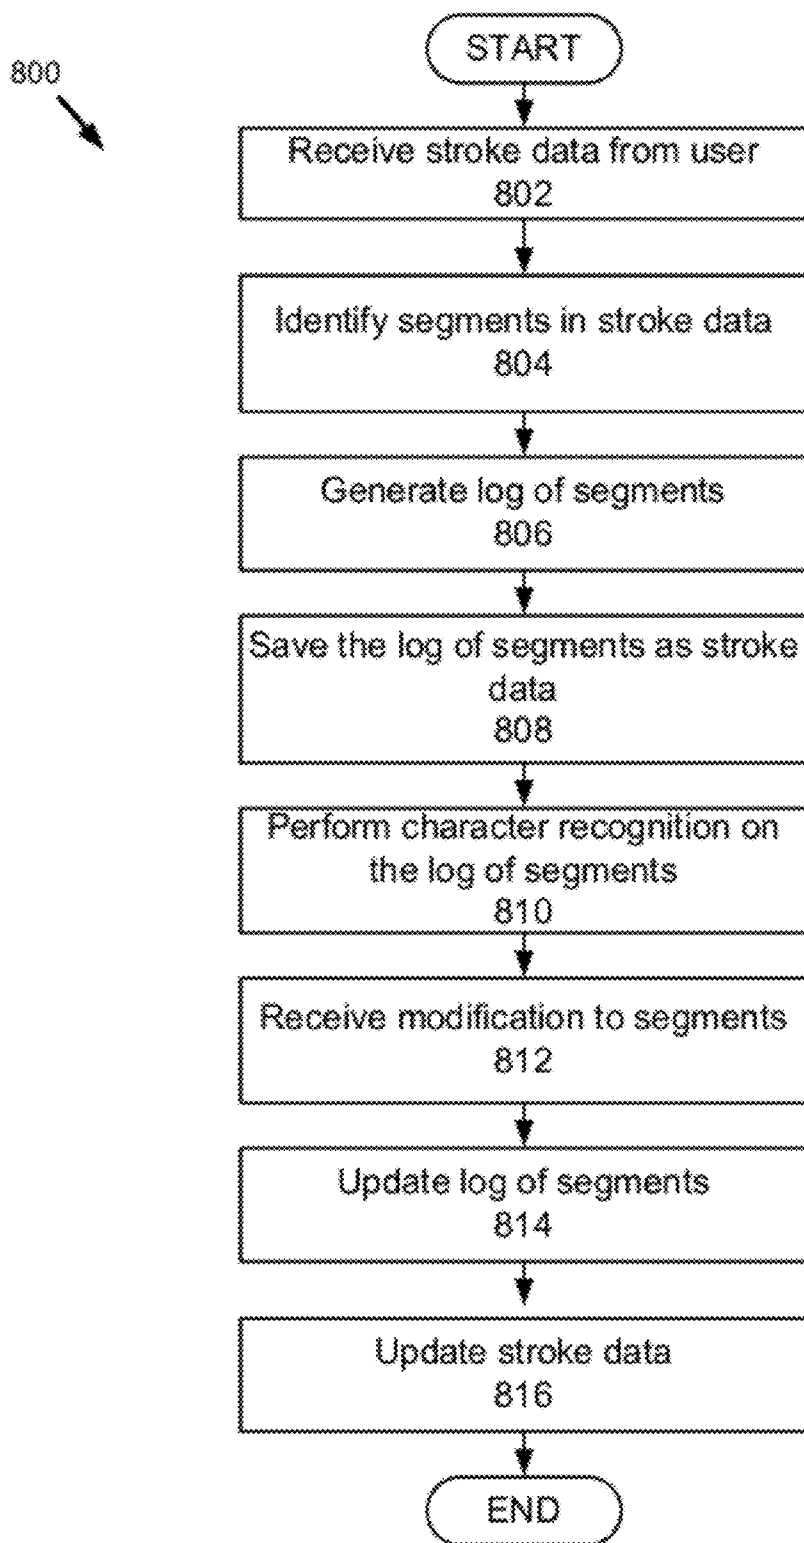 START
800
Receive stroke data from user
802
Identify segments in stroke data
804
Generate log of segments
806
Save the log of segments as stroke
data
808
Perform character recognition on
the log of segments
810
Receive modification to segments
812
Update log of segments
814
Update stroke data
816
END